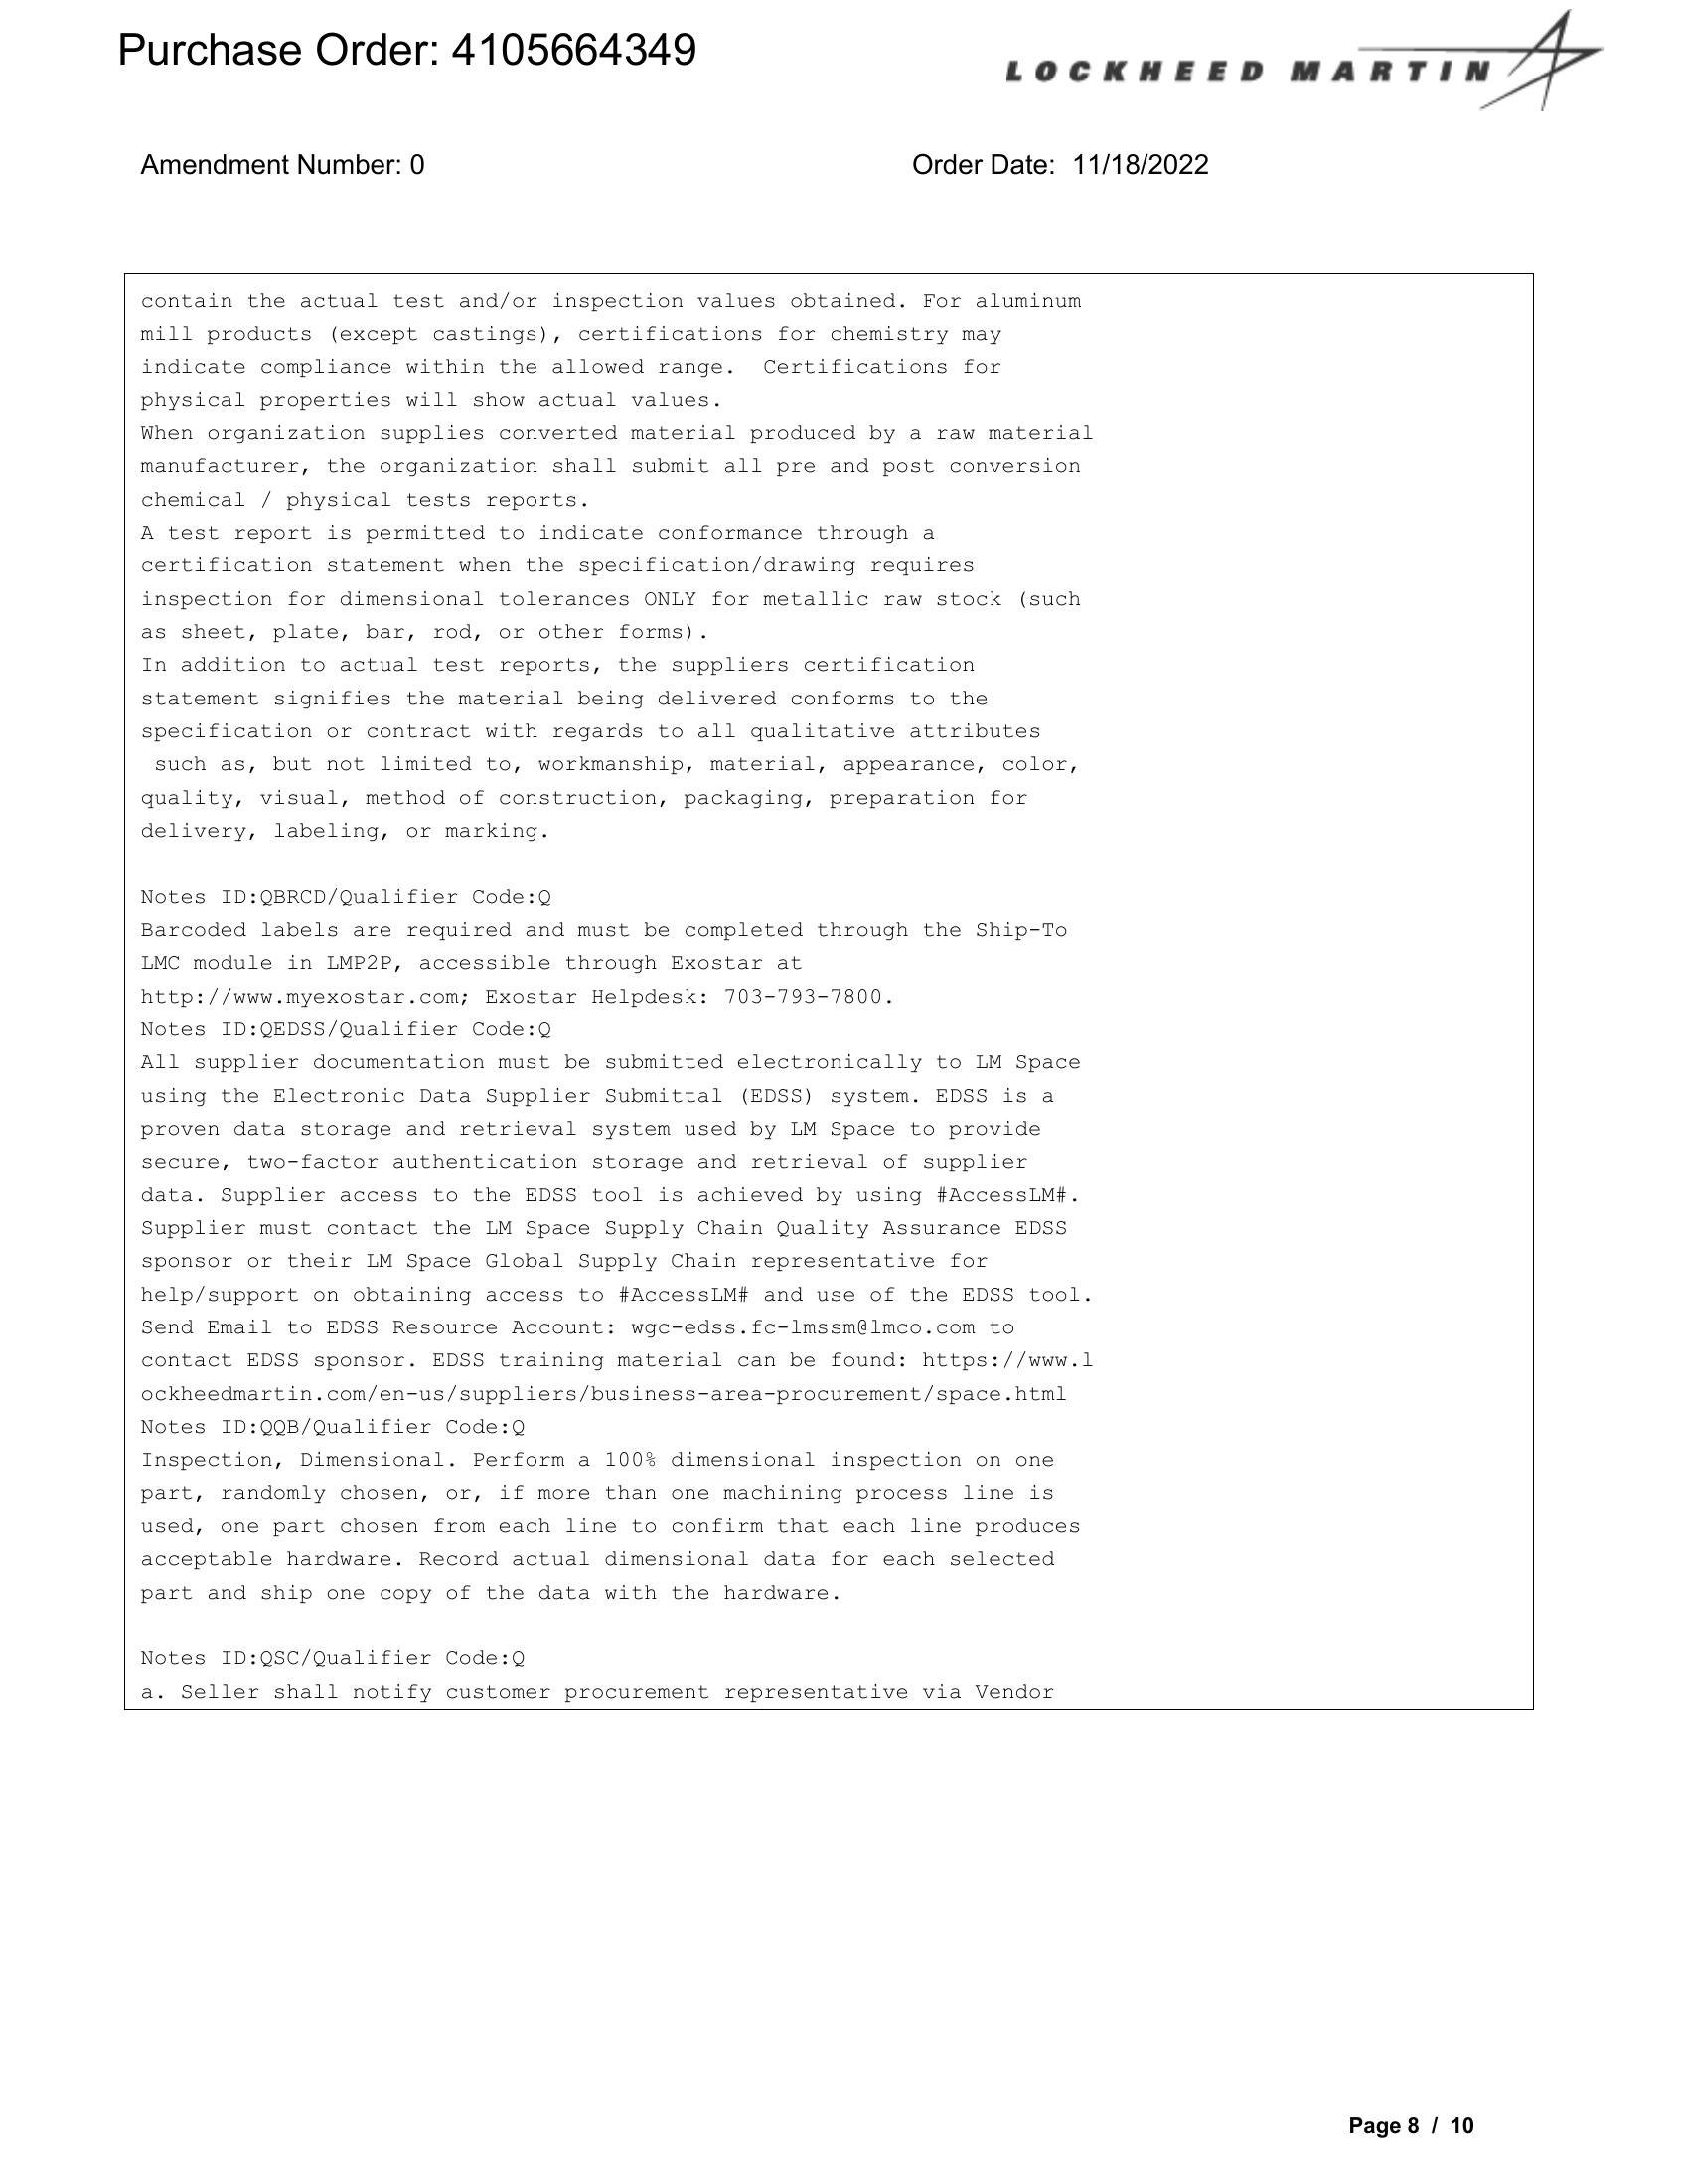 Purchase Order: 4105664349
LOCKHEED MARTIN
Amendment Number: 0
Order Date: 11/18/2022
contain the actual test and/or inspection values obtained. For aluminum
mill products (except castings), certifications for chemistry may
indicate compliance within the allowed range.  Certifications for
physical properties will show actual values.
When organization supplies converted material produced by a raw material
manufacturer, the organization shall submit all pre and post conversion
chemical / physical tests reports.
A test report is permitted to indicate conformance through a
certification statement when the specification/drawing requires
inspection for dimensional tolerances ONLY for metallic raw stock (such
as sheet, plate, bar, rod, or other forms).
In addition to actual test reports, the suppliers certification
statement signifies the material being delivered conforms to the
specification or contract with regards to all qualitative attributes
such as, but not limited to, workmanship, material, appearance, color,
quality, visual, method of construction, packaging, preparation for
delivery, labeling, or marking.
Notes ID:QBRCD/Qualifier Code:Q
Barcoded labels are required and must be completed through the Ship-To
LMC module in LMP2P, accessible through Exostar at
http://www.myexostar.com; Exostar Helpdesk: 703-793-7800.
Notes ID:QEDSS/Qualifier Code:Q
All supplier documentation must be submitted electronically to LM Space
using the Electronic Data Supplier Submittal (EDSS) system. EDSS is a
proven data storage and retrieval system used by LM Space to provide
secure, two-factor authentication storage and retrieval of supplier
data. Supplier access to the EDSS tool is achieved by using #AccessLM#.
Supplier must contact the LM Space Supply Chain Quality Assurance EDSS
sponsor or their LM Space Global Supply Chain representative for
help/support on obtaining access to #AccessLM# and use of the EDSS tool.
Send Email to EDSS Resource Account: wgc-edss.fc-lmssm@lmco.com to
contact EDSS sponsor. EDSS training material can be found: https://www.l
ockheedmartin.com/en-us/suppliers/business-area-procurement/space.html
Notes ID:QQB/Qualifier Code:Q
Inspection, Dimensional. Perform a 100% dimensional inspection on one
part, randomly chosen, or, if more than one machining process line is
used, one part chosen from each line to confirm that each line produces
acceptable hardware. Record actual dimensional data for each selected
part and ship one copy of the data with the hardware.
Notes ID:QSC/Qualifier Code:Q
a. Seller shall notify customer procurement representative via Vendor
Page 8 / 10